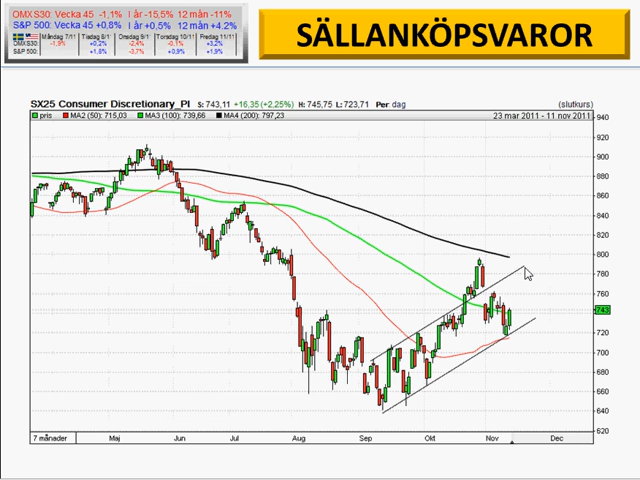 OMXS30: Vecka 45 -1,1% I år -15,5% 12 mån -11%
S&P 500: Vecka 45 +0,8% I år +0,5% 12 mån +4.2%
Måndag 7/11 Tisdag 8/11 Onsdag 9/11 Torsdag 10/11 Fredag 11/11
OMXS30: -1,9% +0,2% -2,4% -0,1% +3,2%
S&P 500: +1,8% -3,7% +0,9% +1,9%
SÄLLANKÖPSVAROR
SX25 Consumer Discretionary_PI S: 743,11 +16,35 (+2,25%) H: 745,75 L: 723,71 Per: dag (slutkurs)
pris MA2 (50) : 715,03 MA3 (100) : 739,66 MA4 (200) : 797,23 23 mar 2011 - 11 nov 2011
940
920
900
880
860
840
820
800
780
760
743
720
700
680
660
640
620
7 månader Maj Jun Jul Aug Sep Okt Nov Dec